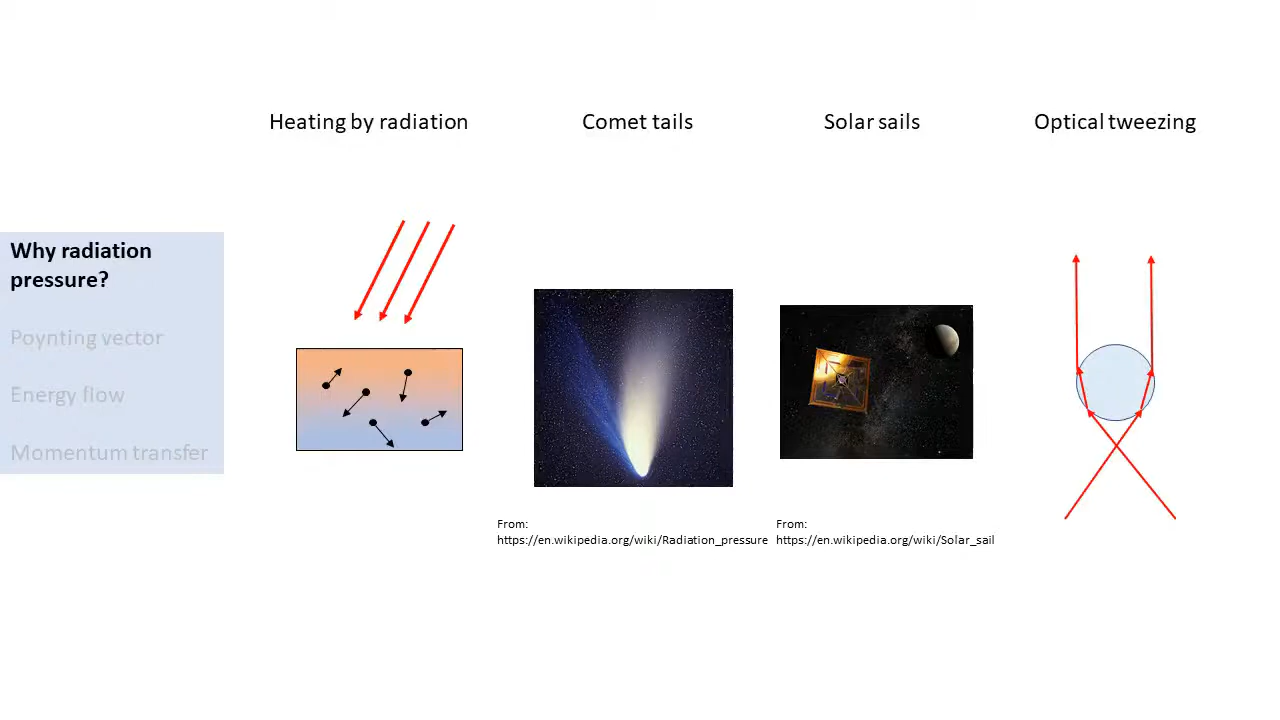 Heating by radiation
Comet tails
Solar sails
Optical tweezing
Why radiation
pressure?
Poynting vector
Energy flow
Momentum transfer
From:
https://en.wikipedia.org/wiki/Radiation_pressure
From:
https://en.wikipedia.org/wiki/Solar_sail